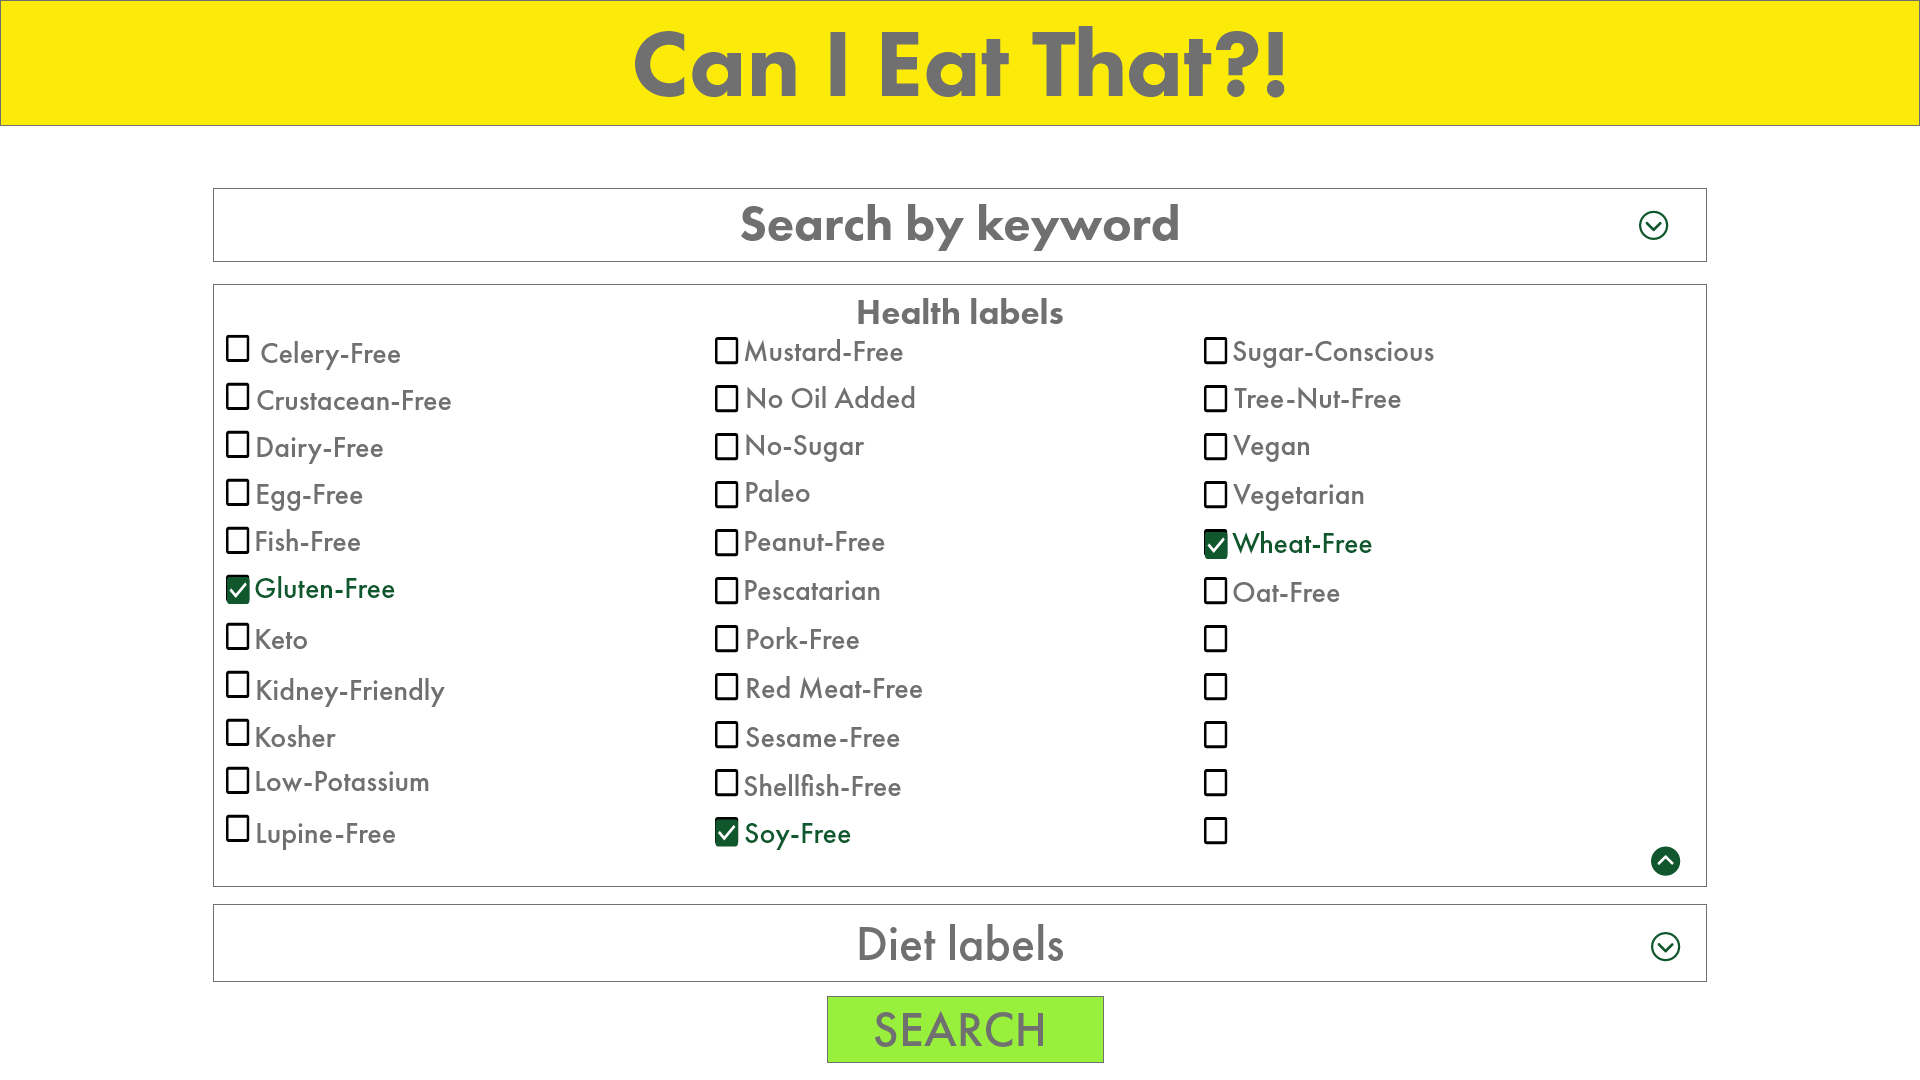 Can I Eat That?!
Search by keyword
Health labels
Celery-Free
Crustacean-Free
Dairy-Free
Egg-Free
Fish-Free
Gluten-Free
Keto
Kidney-Friendly
Kosher
Low-Potassium
Lupine-Free
Mustard-Free
No Oil Added
No-Sugar
Paleo
Peanut-Free
Pescatarian
Pork-Free
Red Meat-Free
Sesame-Free
Shellfish-Free
Soy-Free
Sugar-Conscious
Tree-Nut-Free
Vegan
Vegetarian
Wheat-Free
Oat-Free
Diet labels
SEARCH